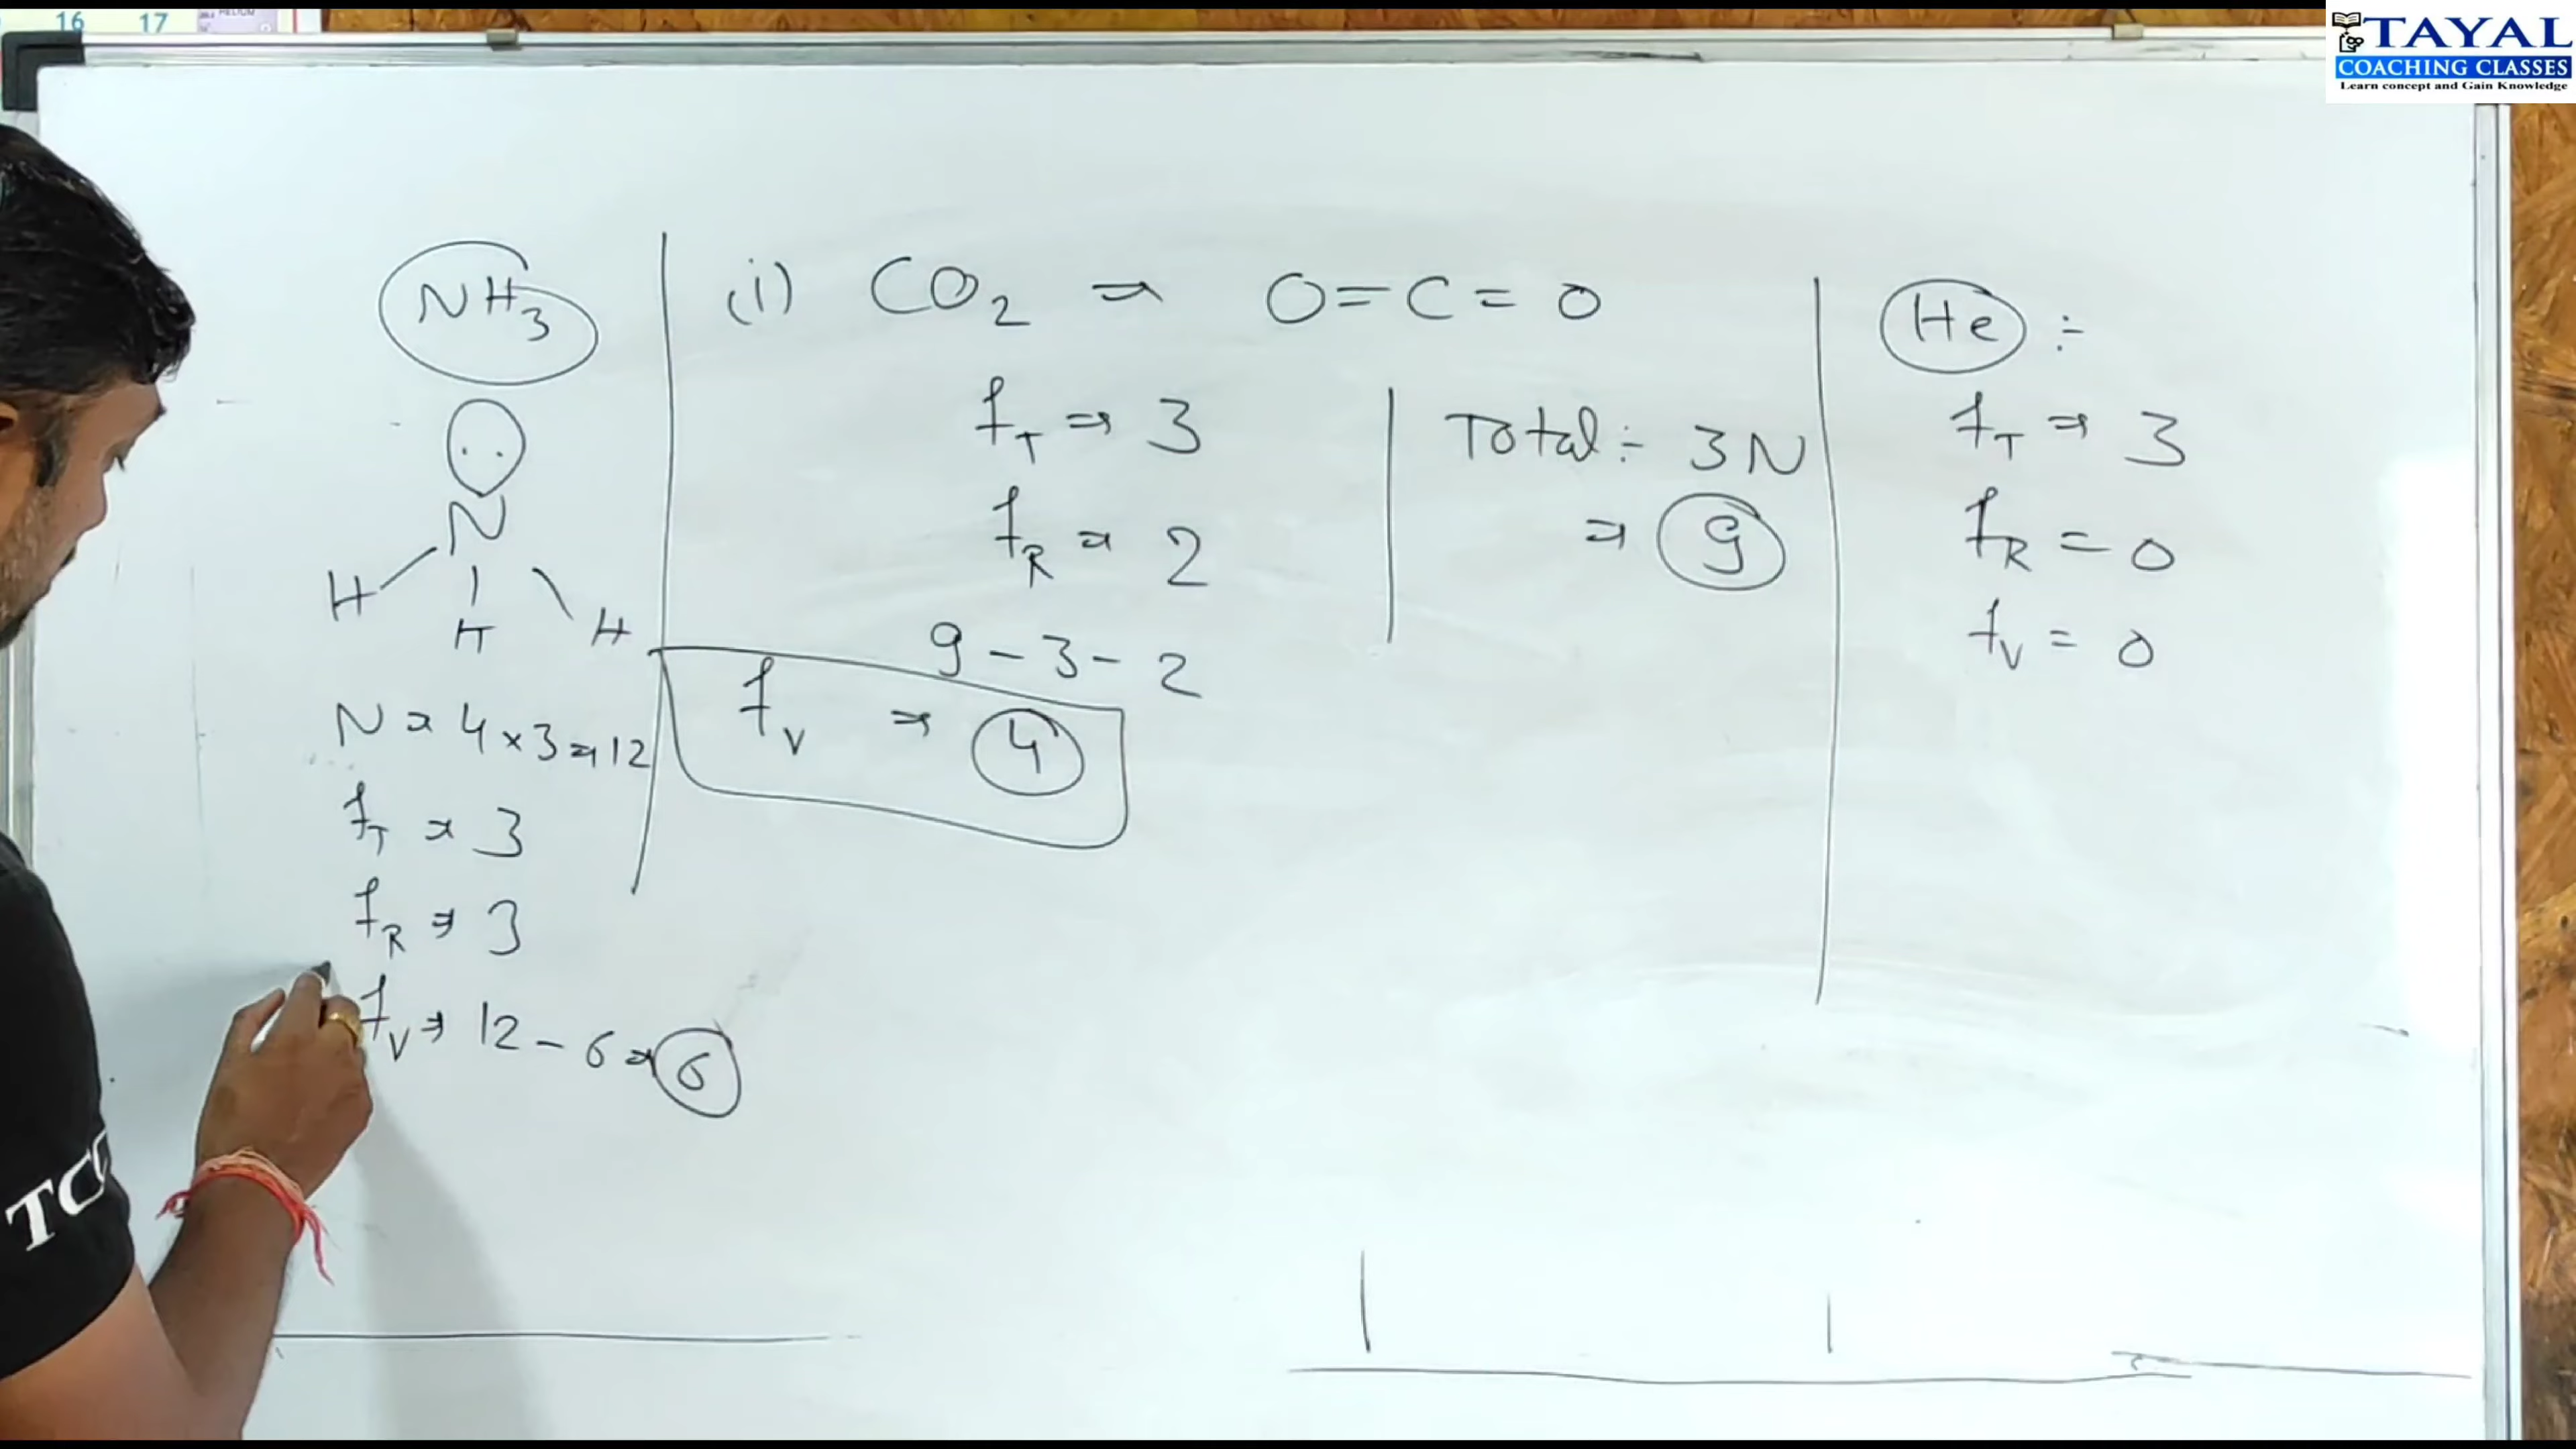 16 17
TAYAL
COACHING CLASSES
Learn concept and Gain Knowledge
NH3
N
H H H
N ⇒ 4 × 3 ⇒ 12
fT ⇒ 3
fR ⇒ 3
fV ⇒ 12 - 6 ⇒ 6
(i) CO2 ⇒ O=C=O
fT ⇒ 3
fR ⇒ 2
9 - 3 - 2
fV ⇒ 4
Total ÷ 3N
⇒ 9
He ÷
fT ⇒ 3
fR = 0
fV = 0
TCC